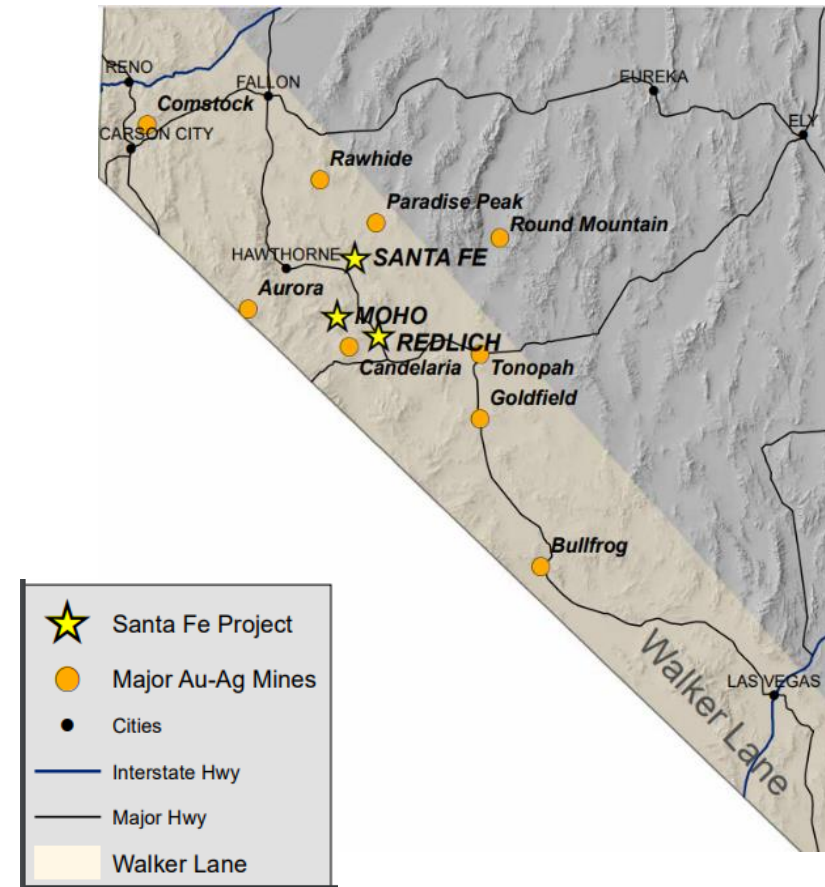 RENO
FALLON
EUREKA
Comstock
ELY
CARSON CITY
Rawhide
Paradise Peak
Round Mountain
HAWTHORNE
SANTA FE
Aurora
MOHO
REDLICH
Candelaria
Tonopah
Goldfield
Bullfrog
Walker Lane
LAS VEGAS
Santa Fe Project
Major Au-Ag Mines
Cities
Interstate Hwy
Major Hwy
Walker Lane